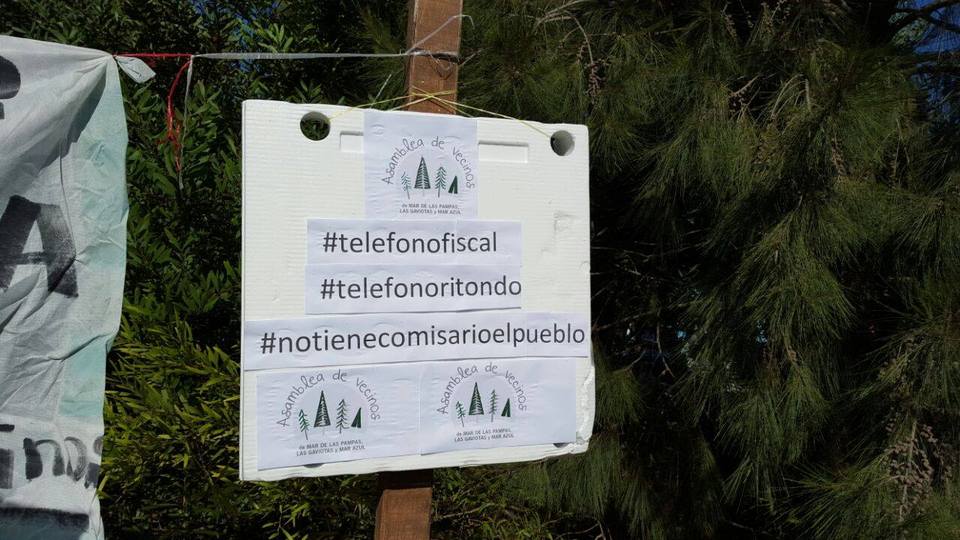 Asamblea de vecinos
de MAR DE LAS PAMPAS,
LAS GAVIOTAS y MAR AZUL
#telefonofiscal
#telefonoritondo
#notienecomisarioelpueblo
Asamblea de vecinos
de MAR DE LAS PAMPAS,
LAS GAVIOTAS y MAR AZUL
Asamblea de vecinos
de MAR DE LAS PAMPAS,
LAS GAVIOTAS y MAR AZUL